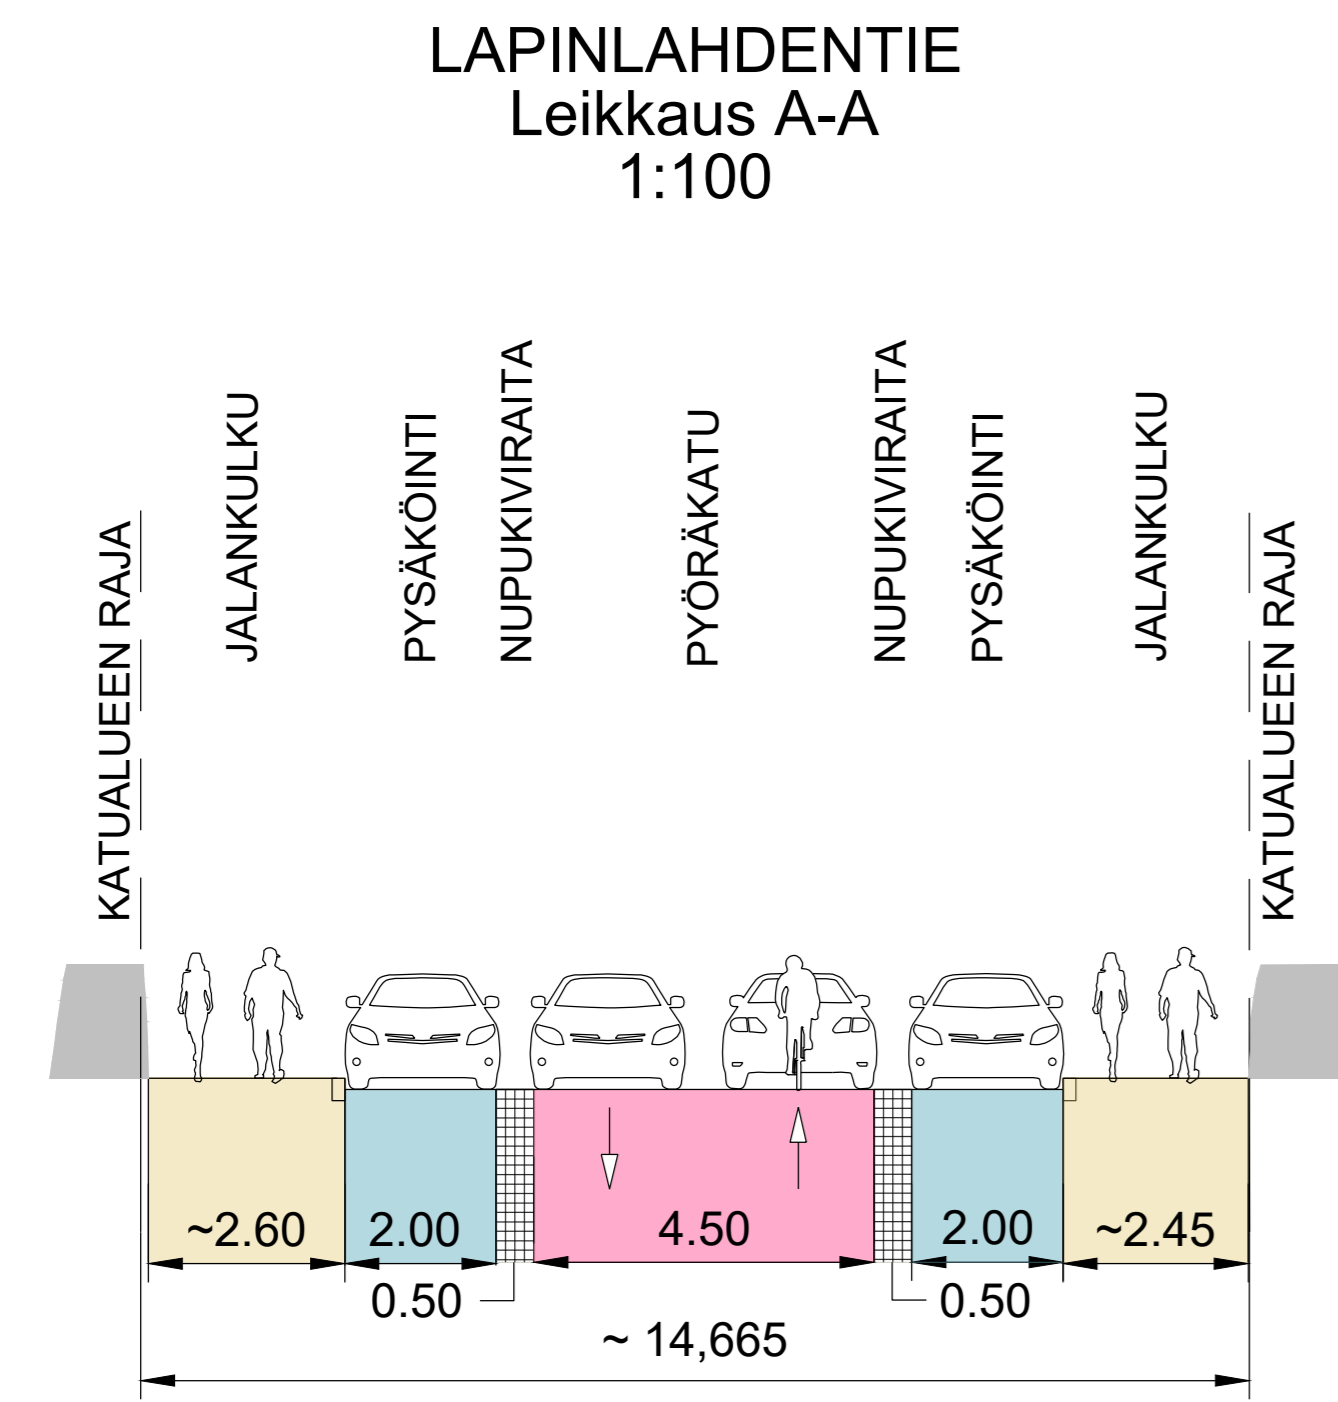 LAPINLAHDENTIE
Leikkaus A-A
1:100
KATUALUEEN RAJA
JALANKULKU
PYSÄKÖINTI
NUPUKIVIRAITA
PYÖRÄKATU
NUPUKIVIRAITA
PYSÄKÖINTI
JALANKULKU
KATUALUEEN RAJA
~2.60
2.00
4.50
2.00
~2.45
0.50
0.50
~ 14,665